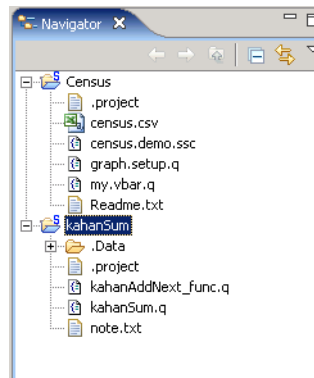 Navigator
Census
.project
census.csv
census.demo.ssc
graph.setup.q
my.vbar.q
Readme.txt
kahanSum
.Data
.project
kahanAddNext_func.q
kahanSum.q
note.txt